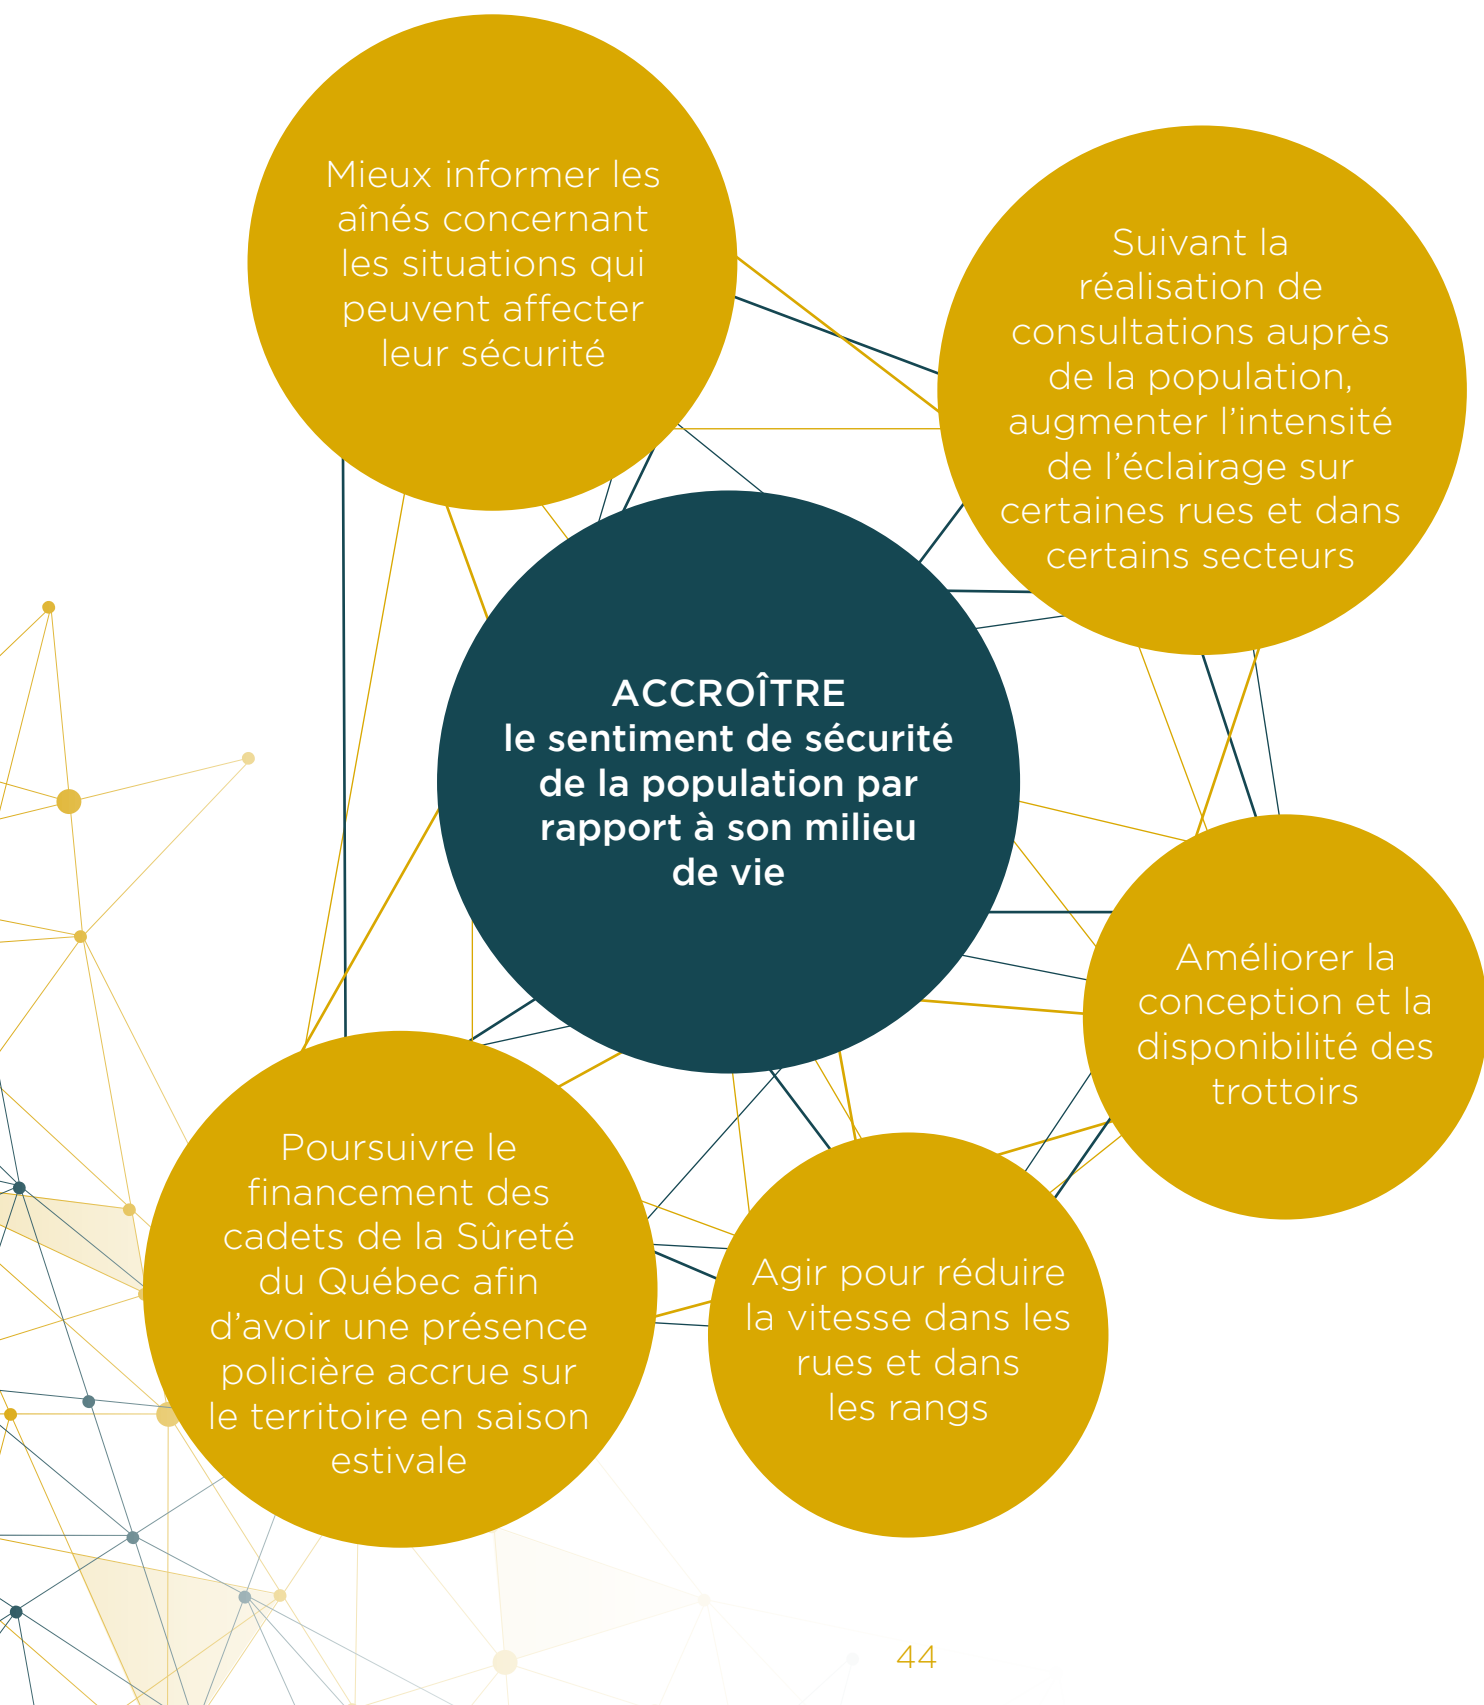 Mieux informer les
aînés concernant
les situations qui
peuvent affecter
leur sécurité
Suivant la
réalisation de
consultations auprès
de la population,
augmenter l’intensité
de l’éclairage sur
certaines rues et dans
certains secteurs
ACCROÎTRE
le sentiment de sécurité
de la population par
rapport à son milieu
de vie
Améliorer la
conception et la
disponibilité des
trottoirs
Poursuivre le
financement des
cadets de la Sûreté
du Québec afin
d’avoir une présence
policière accrue sur
le territoire en saison
estivale
Agir pour réduire
la vitesse dans les
rues et dans
les rangs
44